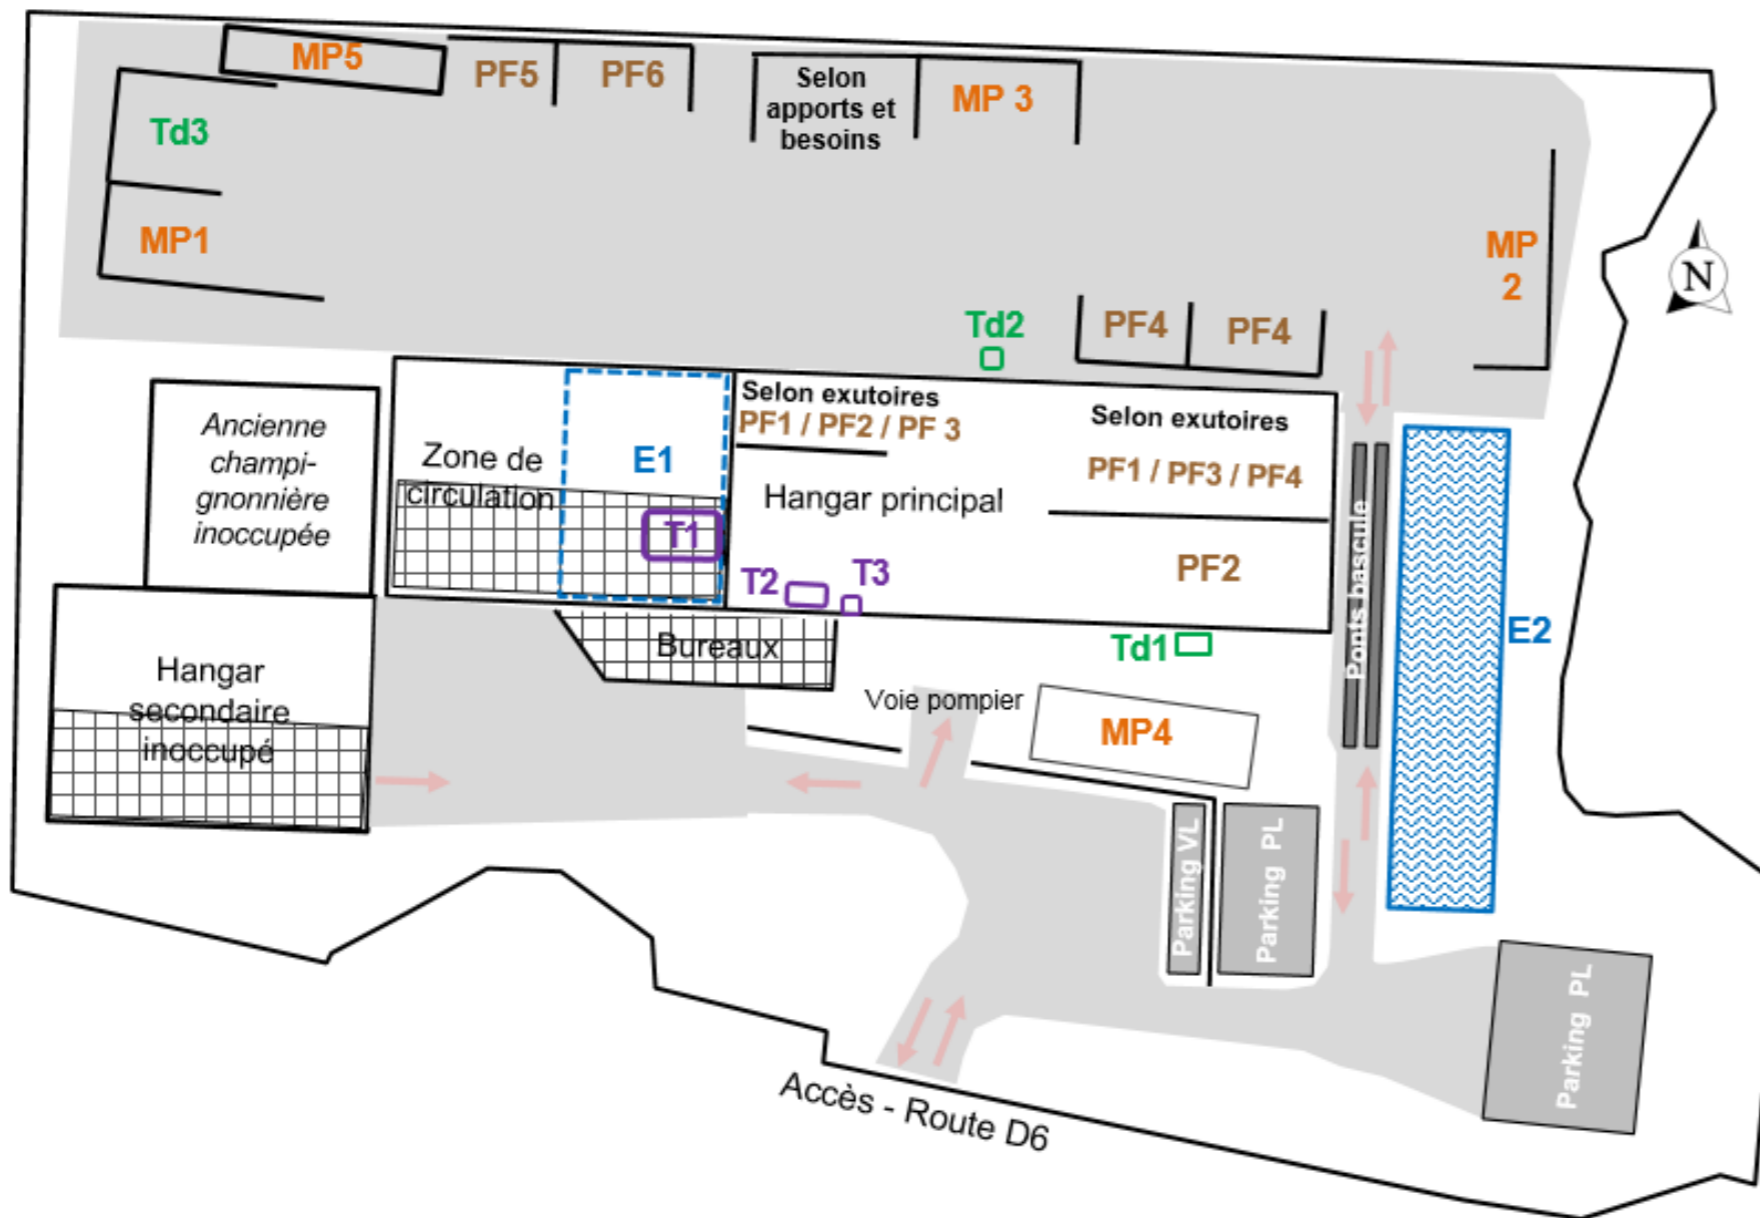 MP5
PF5
PF6
Selon
apports et
besoins
MP 3
Td3
MP1
MP
2
N
Td2
PF4
PF4
Ancienne
champi-
gnonnière
inoccupée
Zone de
circulation
E1
T1
Selon exutoires
PF1 / PF2 / PF 3
Hangar principal
Selon exutoires
PF1 / PF3 / PF4
PF2
T2
T3
Ponts bascule
E2
Td1
Bureaux
Hangar
secondaire
inoccupé
Voie pompier
MP4
Parking VL
Parking PL
Parking PL
Accès - Route D6